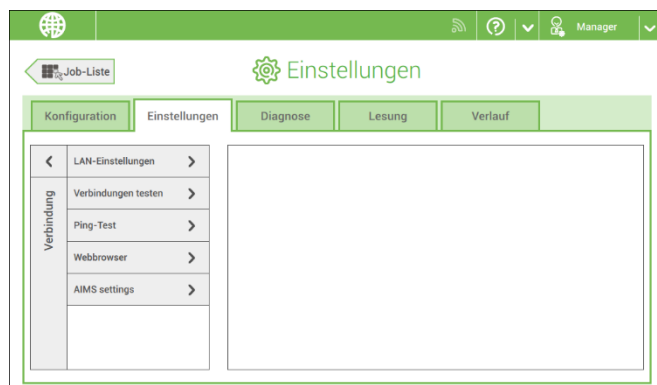 Manager
Job-Liste
Einstellungen
Konfiguration
Einstellungen
Diagnose
Lesung
Verlauf
Verbindung
LAN-Einstellungen
Verbindungen testen
Ping-Test
Webbrowser
AIMS settings